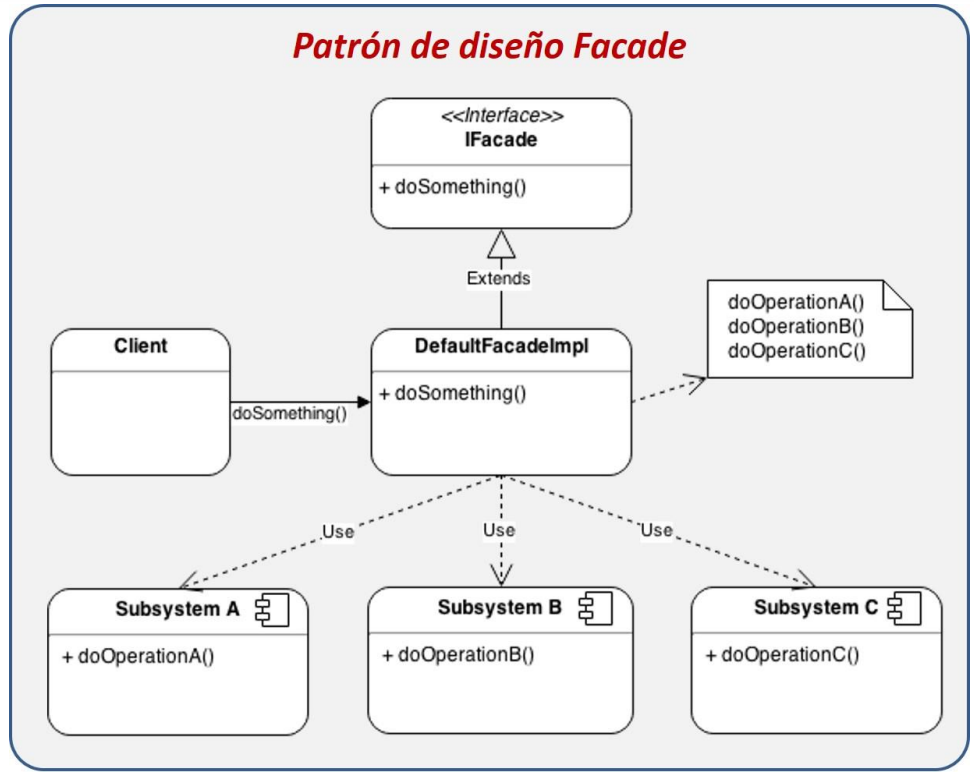 Patrón de diseño Facade
<<Interface>>
IFacade
+ doSomething()
Extends
doOperationA()
doOperationB()
doOperationC()
Client
DefaultFacadeImpl
+ doSomething()
doSomething()
Use
Use
Use
Subsystem A
+ doOperationA()
Subsystem B
+ doOperationB()
Subsystem C
+ doOperationC()